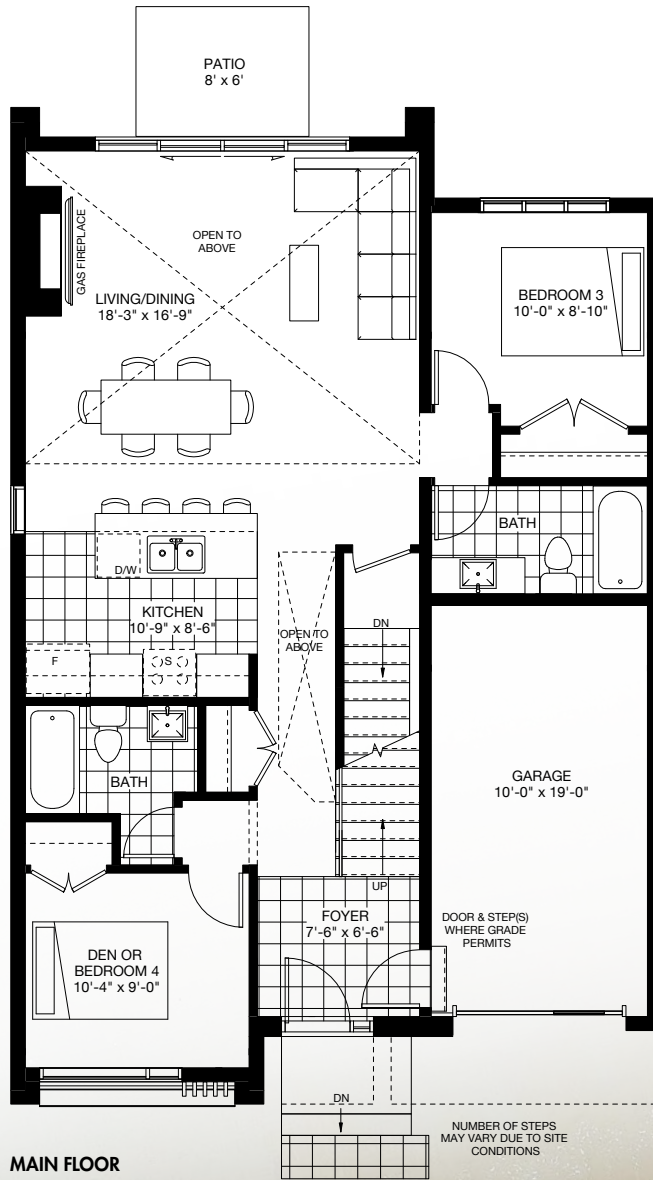 PATIO
8' x 6'
GAS FIREPLACE
OPEN TO
ABOVE
LIVING/DINING
18'-3" x 16'-9"
BEDROOM 3
10'-0" x 8'-10"
BATH
D/W
KITCHEN
10'-9" x 8'-6"
F
S
OPEN TO
ABOVE
DN
BATH
GARAGE
10'-0" x 19'-0"
UP
FOYER
7'-6" x 6'-6"
DOOR & STEP(S)
WHERE GRADE
PERMITS
DEN OR
BEDROOM 4
10'-4" x 9'-0"
DN
NUMBER OF STEPS
MAY VARY DUE TO SITE
CONDITIONS
MAIN FLOOR